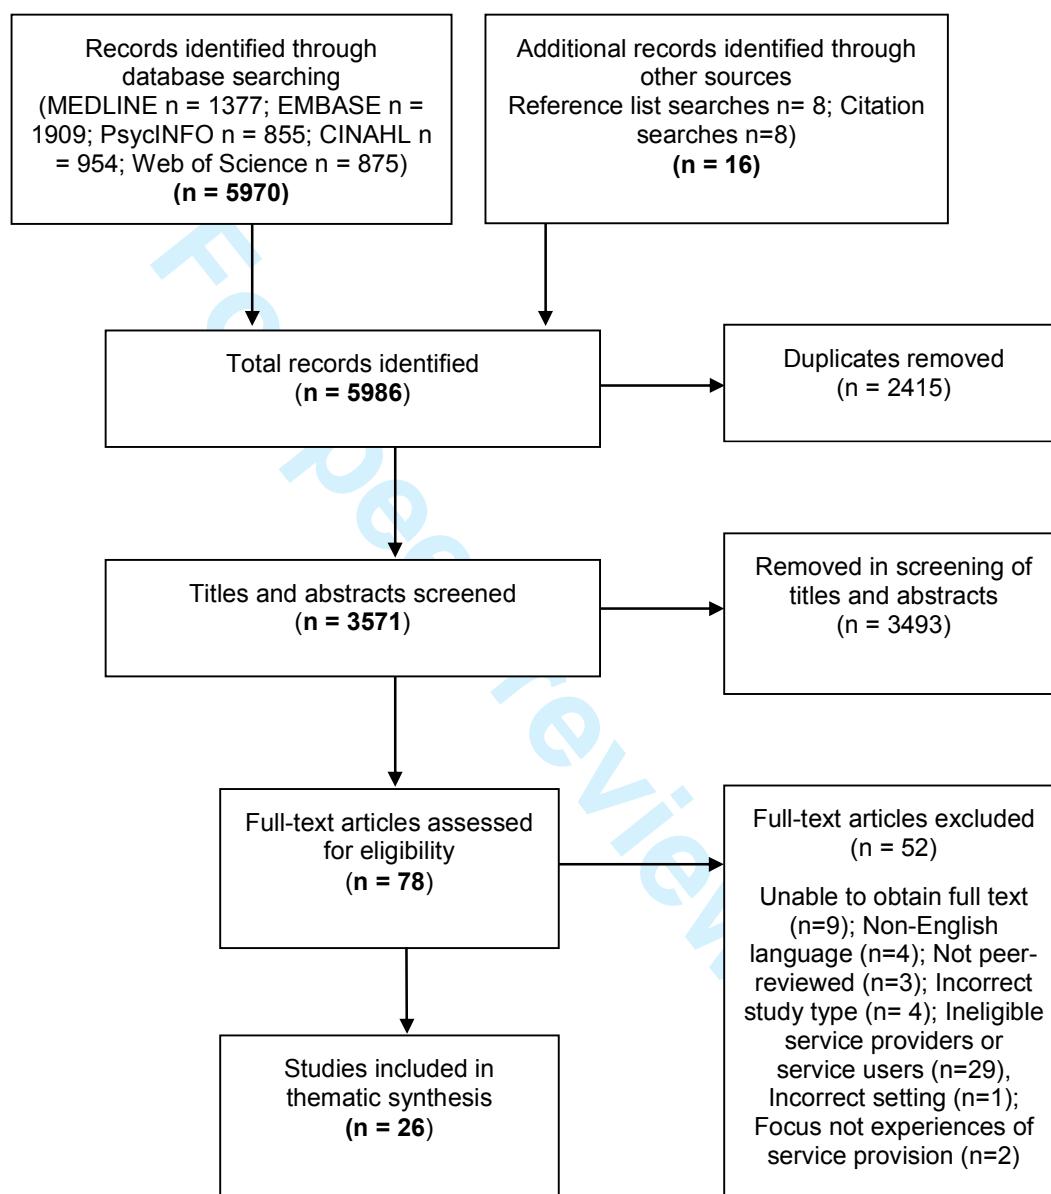 Records identified through
database searching
(MEDLINE n = 1377; EMBASE n =
1909; PsycINFO n = 855; CINAHL n
= 954; Web of Science n = 875)
(n = 5970)
Additional records identified through
other sources
Reference list searches n= 8; Citation
searches n=8)
(n = 16)
Total records identified
(n = 5986)
Duplicates removed
(n = 2415)
Titles and abstracts screened
(n = 3571)
Removed in screening of
titles and abstracts
(n = 3493)
Full-text articles assessed
for eligibility
(n = 78)
Full-text articles excluded
(n = 52)
Unable to obtain full text
(n=9); Non-English
language (n=4); Not peer-
reviewed (n=3); Incorrect
study type (n= 4); Ineligible
service providers or
service users (n=29),
Incorrect setting (n=1);
Focus not experiences of
service provision (n=2)
Studies included in
thematic synthesis
(n = 26)
For peer review